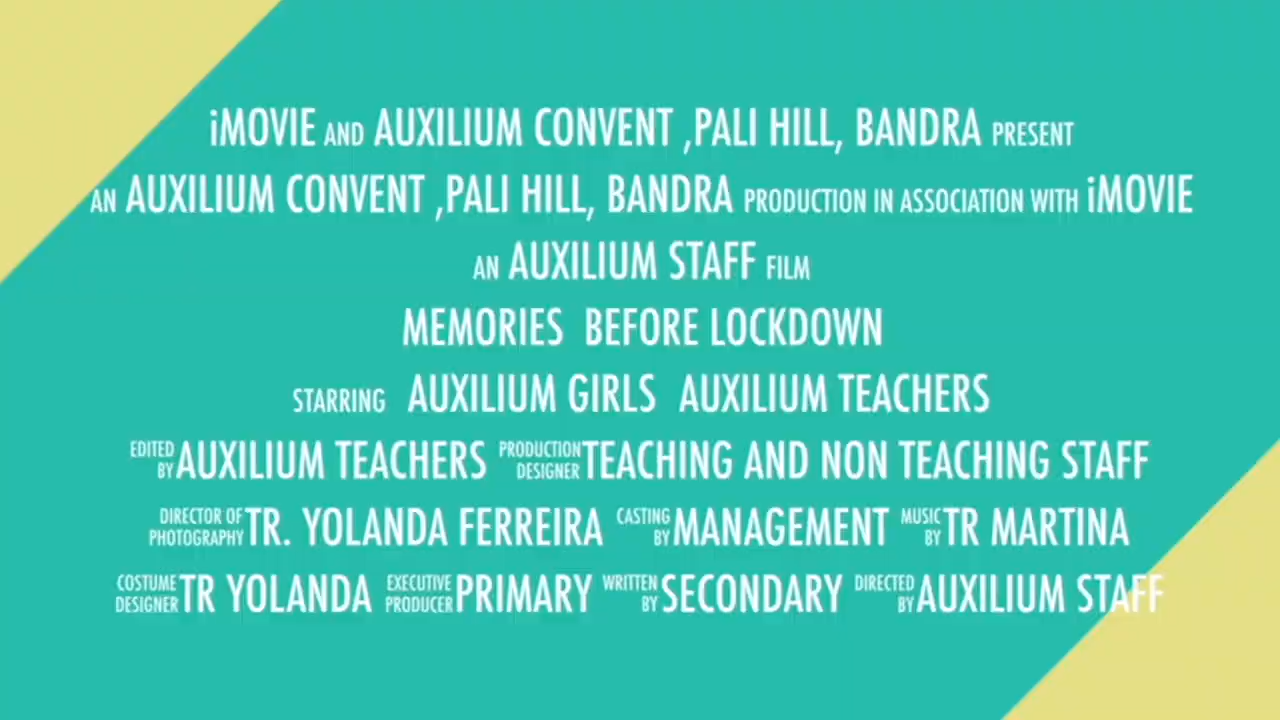 iMOVIE AND AUXILIUM CONVENT ,PALI HILL, BANDRA PRESENT
AN AUXILIUM CONVENT ,PALI HILL, BANDRA PRODUCTION IN ASSOCIATION WITH iMOVIE
AN AUXILIUM STAFF FILM
MEMORIES BEFORE LOCKDOWN
STARRING AUXILIUM GIRLS AUXILIUM TEACHERS
EDITED BY AUXILIUM TEACHERS PRODUCTION DESIGNER TEACHING AND NON TEACHING STAFF
DIRECTOR OF PHOTOGRAPHY TR. YOLANDA FERREIRA CASTING BY MANAGEMENT MUSIC BY TR MARTINA
COSTUME DESIGNER TR YOLANDA EXECUTIVE PRODUCER PRIMARY WRITTEN BY SECONDARY DIRECTED BY AUXILIUM STAFF